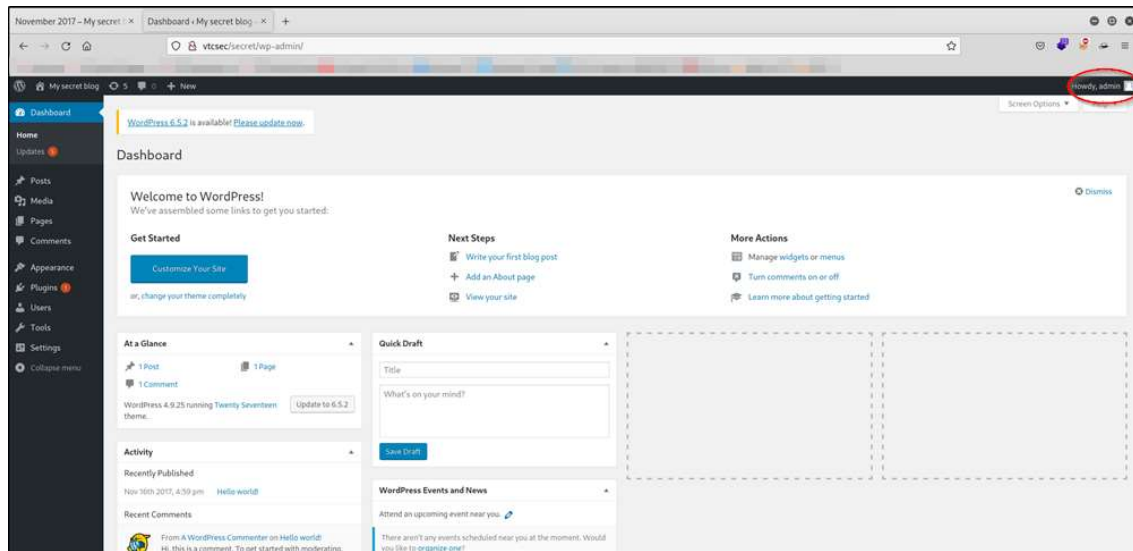 November 2017 – My secret b
Dashboard ‹ My secret blog –
vtcsec/secret/wp-admin/
My secret blog 5 0 + New
Howdy, admin
Screen Options
Help
Dashboard
Home
Updates 5
Posts
Media
Pages
Comments
Appearance
Plugins 1
Users
Tools
Settings
Collapse menu
WordPress 6.5.2 is available! Please update now.
Dashboard
Welcome to WordPress!
We've assembled some links to get you started:
Dismiss
Get Started
Customize Your Site
or, change your theme completely
Next Steps
Write your first blog post
Add an About page
View your site
More Actions
Manage widgets or menus
Turn comments on or off
Learn more about getting started
At a Glance
1 Post
1 Page
1 Comment
WordPress 4.9.25 running Twenty Seventeen
theme.
Update to 6.5.2
Activity
Recently Published
Nov 16th 2017, 4:59 pm Hello world!
Recent Comments
From A WordPress Commenter on Hello world!
Hi, this is a comment. To get started with moderating,
Quick Draft
Title
What's on your mind?
Save Draft
WordPress Events and News
Attend an upcoming event near you.
There aren't any events scheduled near you at the moment. Would
you like to organize one?